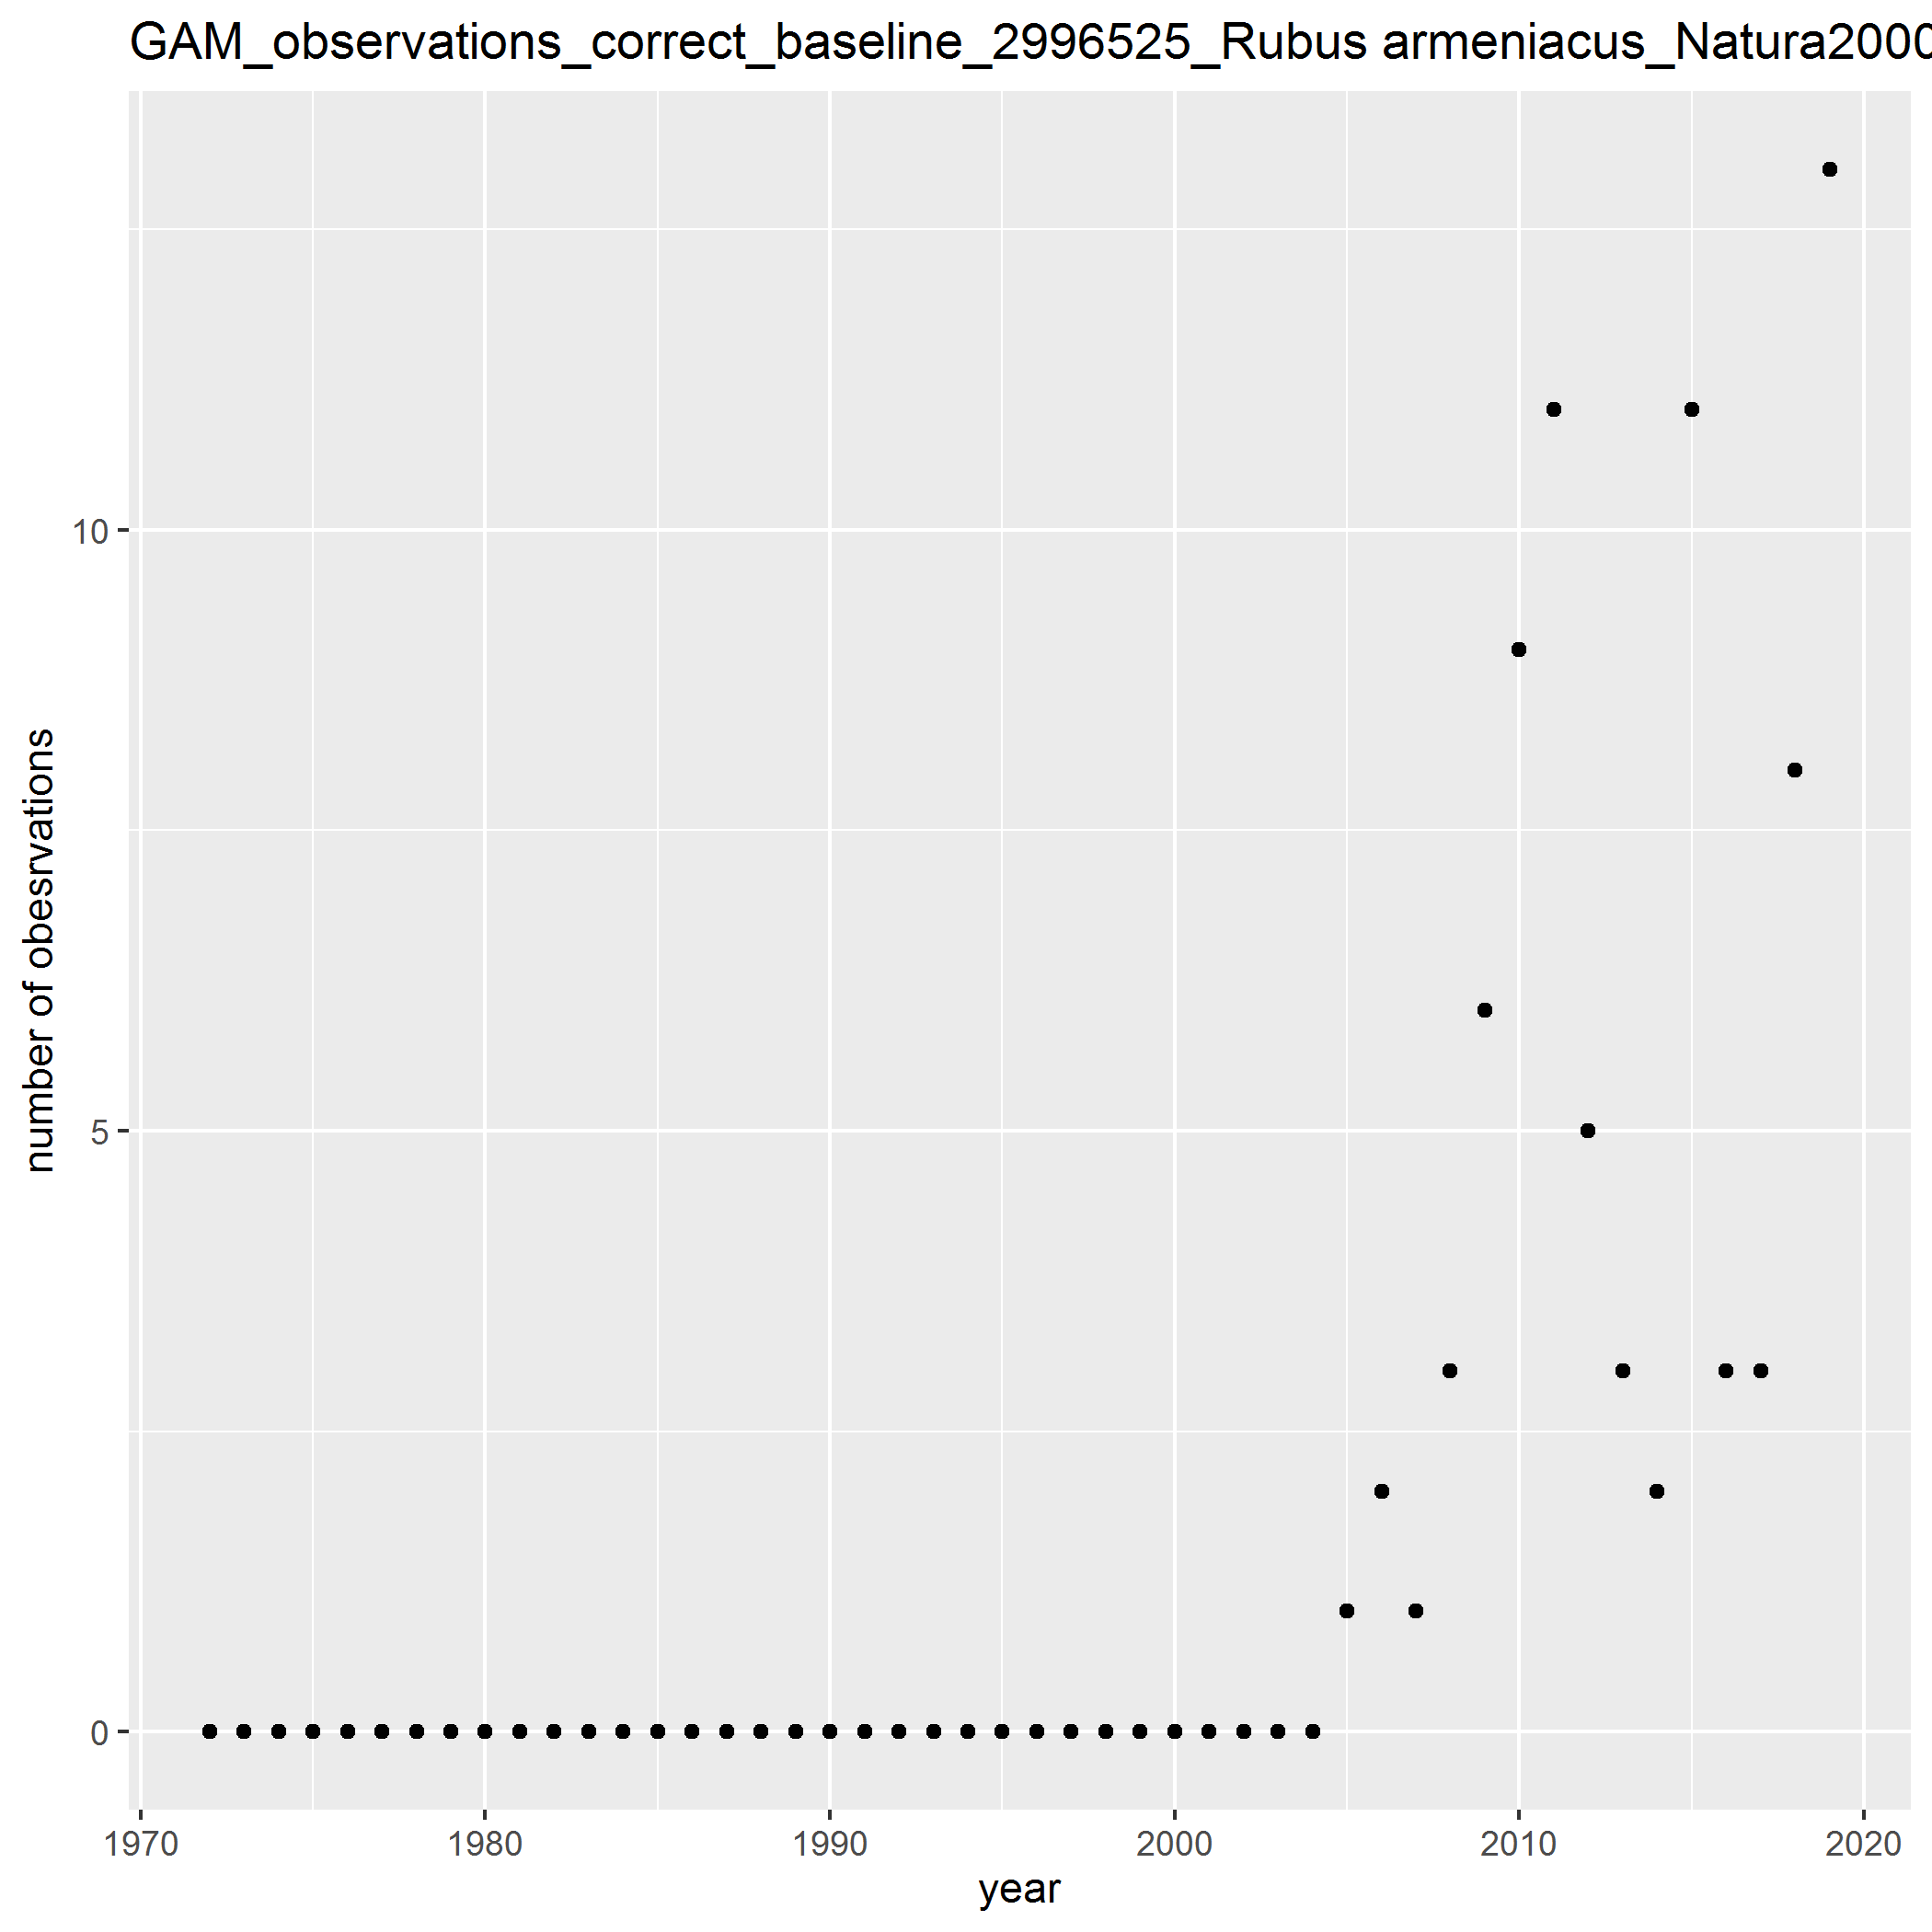 GAM_observations_correct_baseline_2996525_Rubus armeniacus_Natura2000
number of obesrvations
10
5
0
1970 1980 1990 2000 2010 2020
year